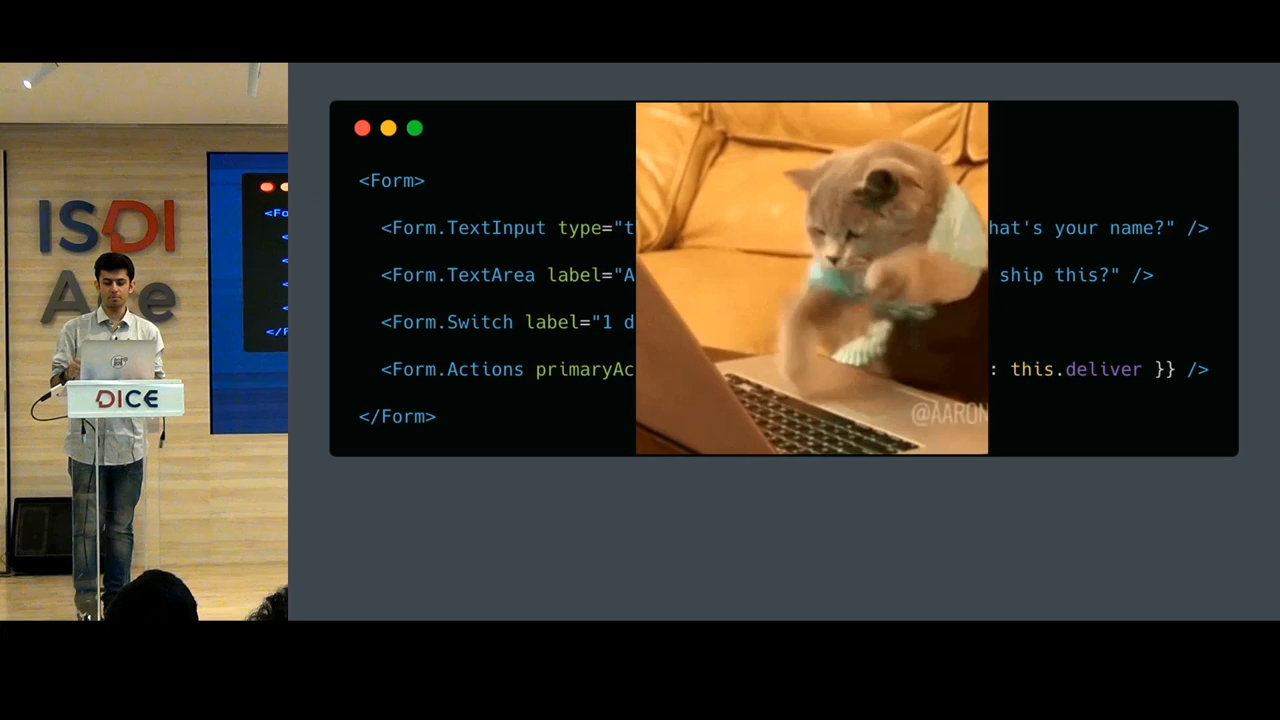 ISDI
DICE
<Form>
<Form.TextInput type="t hat's your name?" />
<Form.TextArea label="A ship this?" />
<Form.Switch label="1 d
<Form.Actions primaryAc : this.deliver }} />
</Form>
@AARON